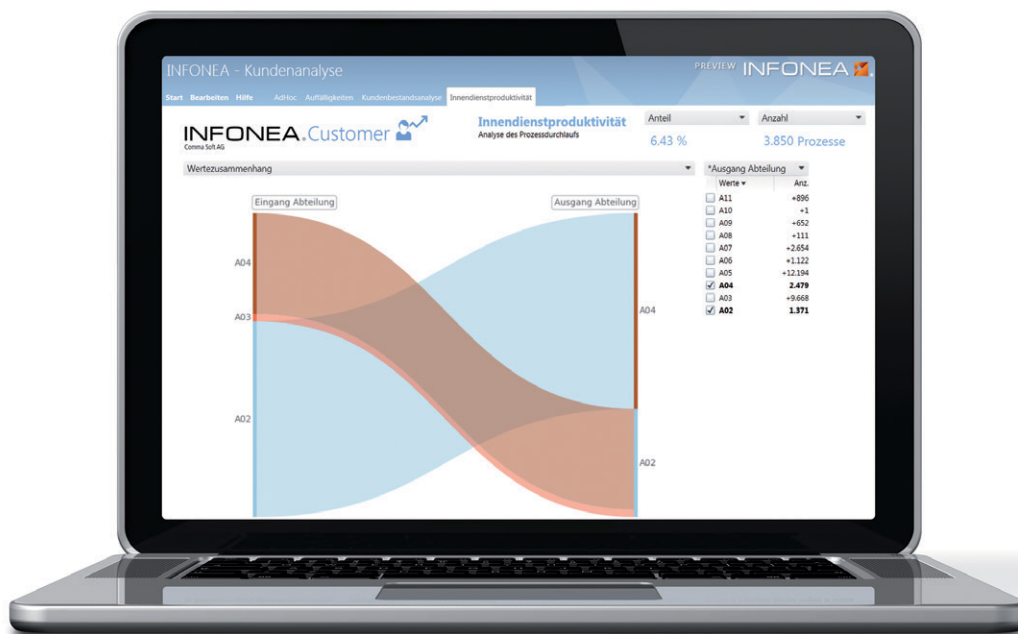 INFONEA - Kundenanalyse
PREVIEW INFONEA
Start Bearbeiten Hilfe AdHoc Auffälligkeiten Kundenbestandsanalyse Innendienstproduktivität
INFONEA.Customer
Comma Soft AG
Innendienstproduktivität
Analyse des Prozessdurchlaufs
Anteil
6.43 %
Anzahl
3.850 Prozesse
Wertezusammenhang
Eingang Abteilung
Ausgang Abteilung
A04
A03
A02
A04
A02
*Ausgang Abteilung
Werte Anz.
A11 +896
A10 +1
A09 +652
A08 +111
A07 +2.654
A06 +1.122
A05 +12.194
A04 2.479
A03 +9.668
A02 1.371